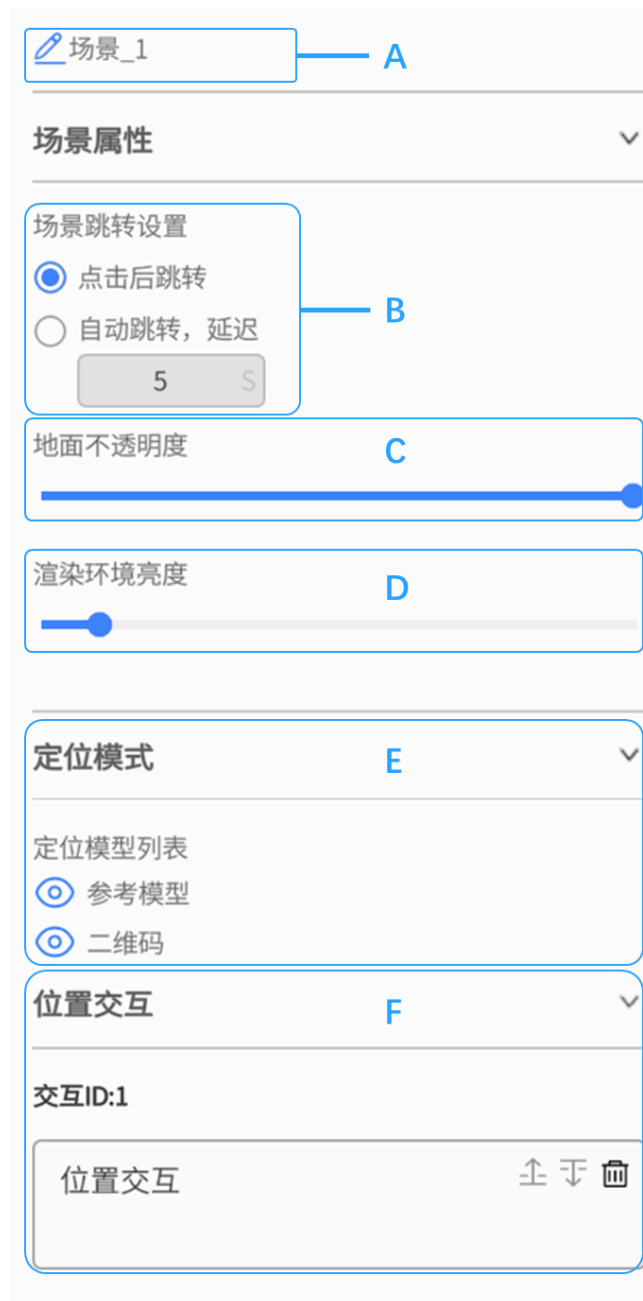 场景_1
A
场景属性
场景跳转设置
点击后跳转
B
自动跳转，延迟
5 S
地面不透明度
C
渲染环境亮度
D
定位模式
E
定位模型列表
参考模型
二维码
位置交互
F
交互ID:1
位置交互